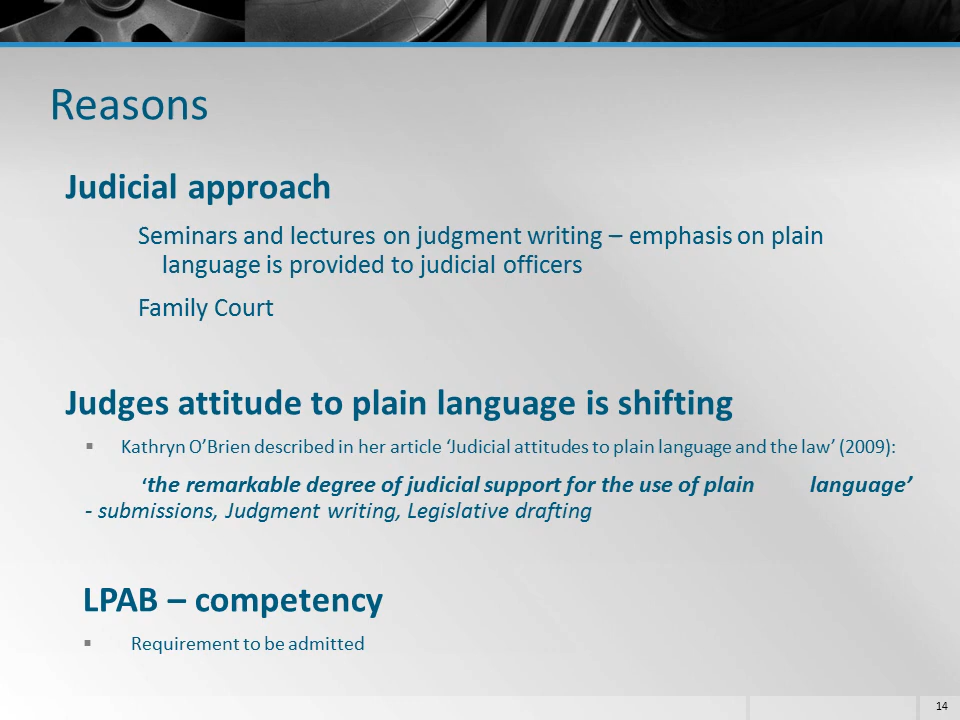 Reasons
Judicial approach
Seminars and lectures on judgment writing – emphasis on plain
language is provided to judicial officers
Family Court
Judges attitude to plain language is shifting
▪ Kathryn O’Brien described in her article ‘Judicial attitudes to plain language and the law’ (2009):
‘the remarkable degree of judicial support for the use of plain language’
- submissions, Judgment writing, Legislative drafting
LPAB – competency
▪ Requirement to be admitted
14